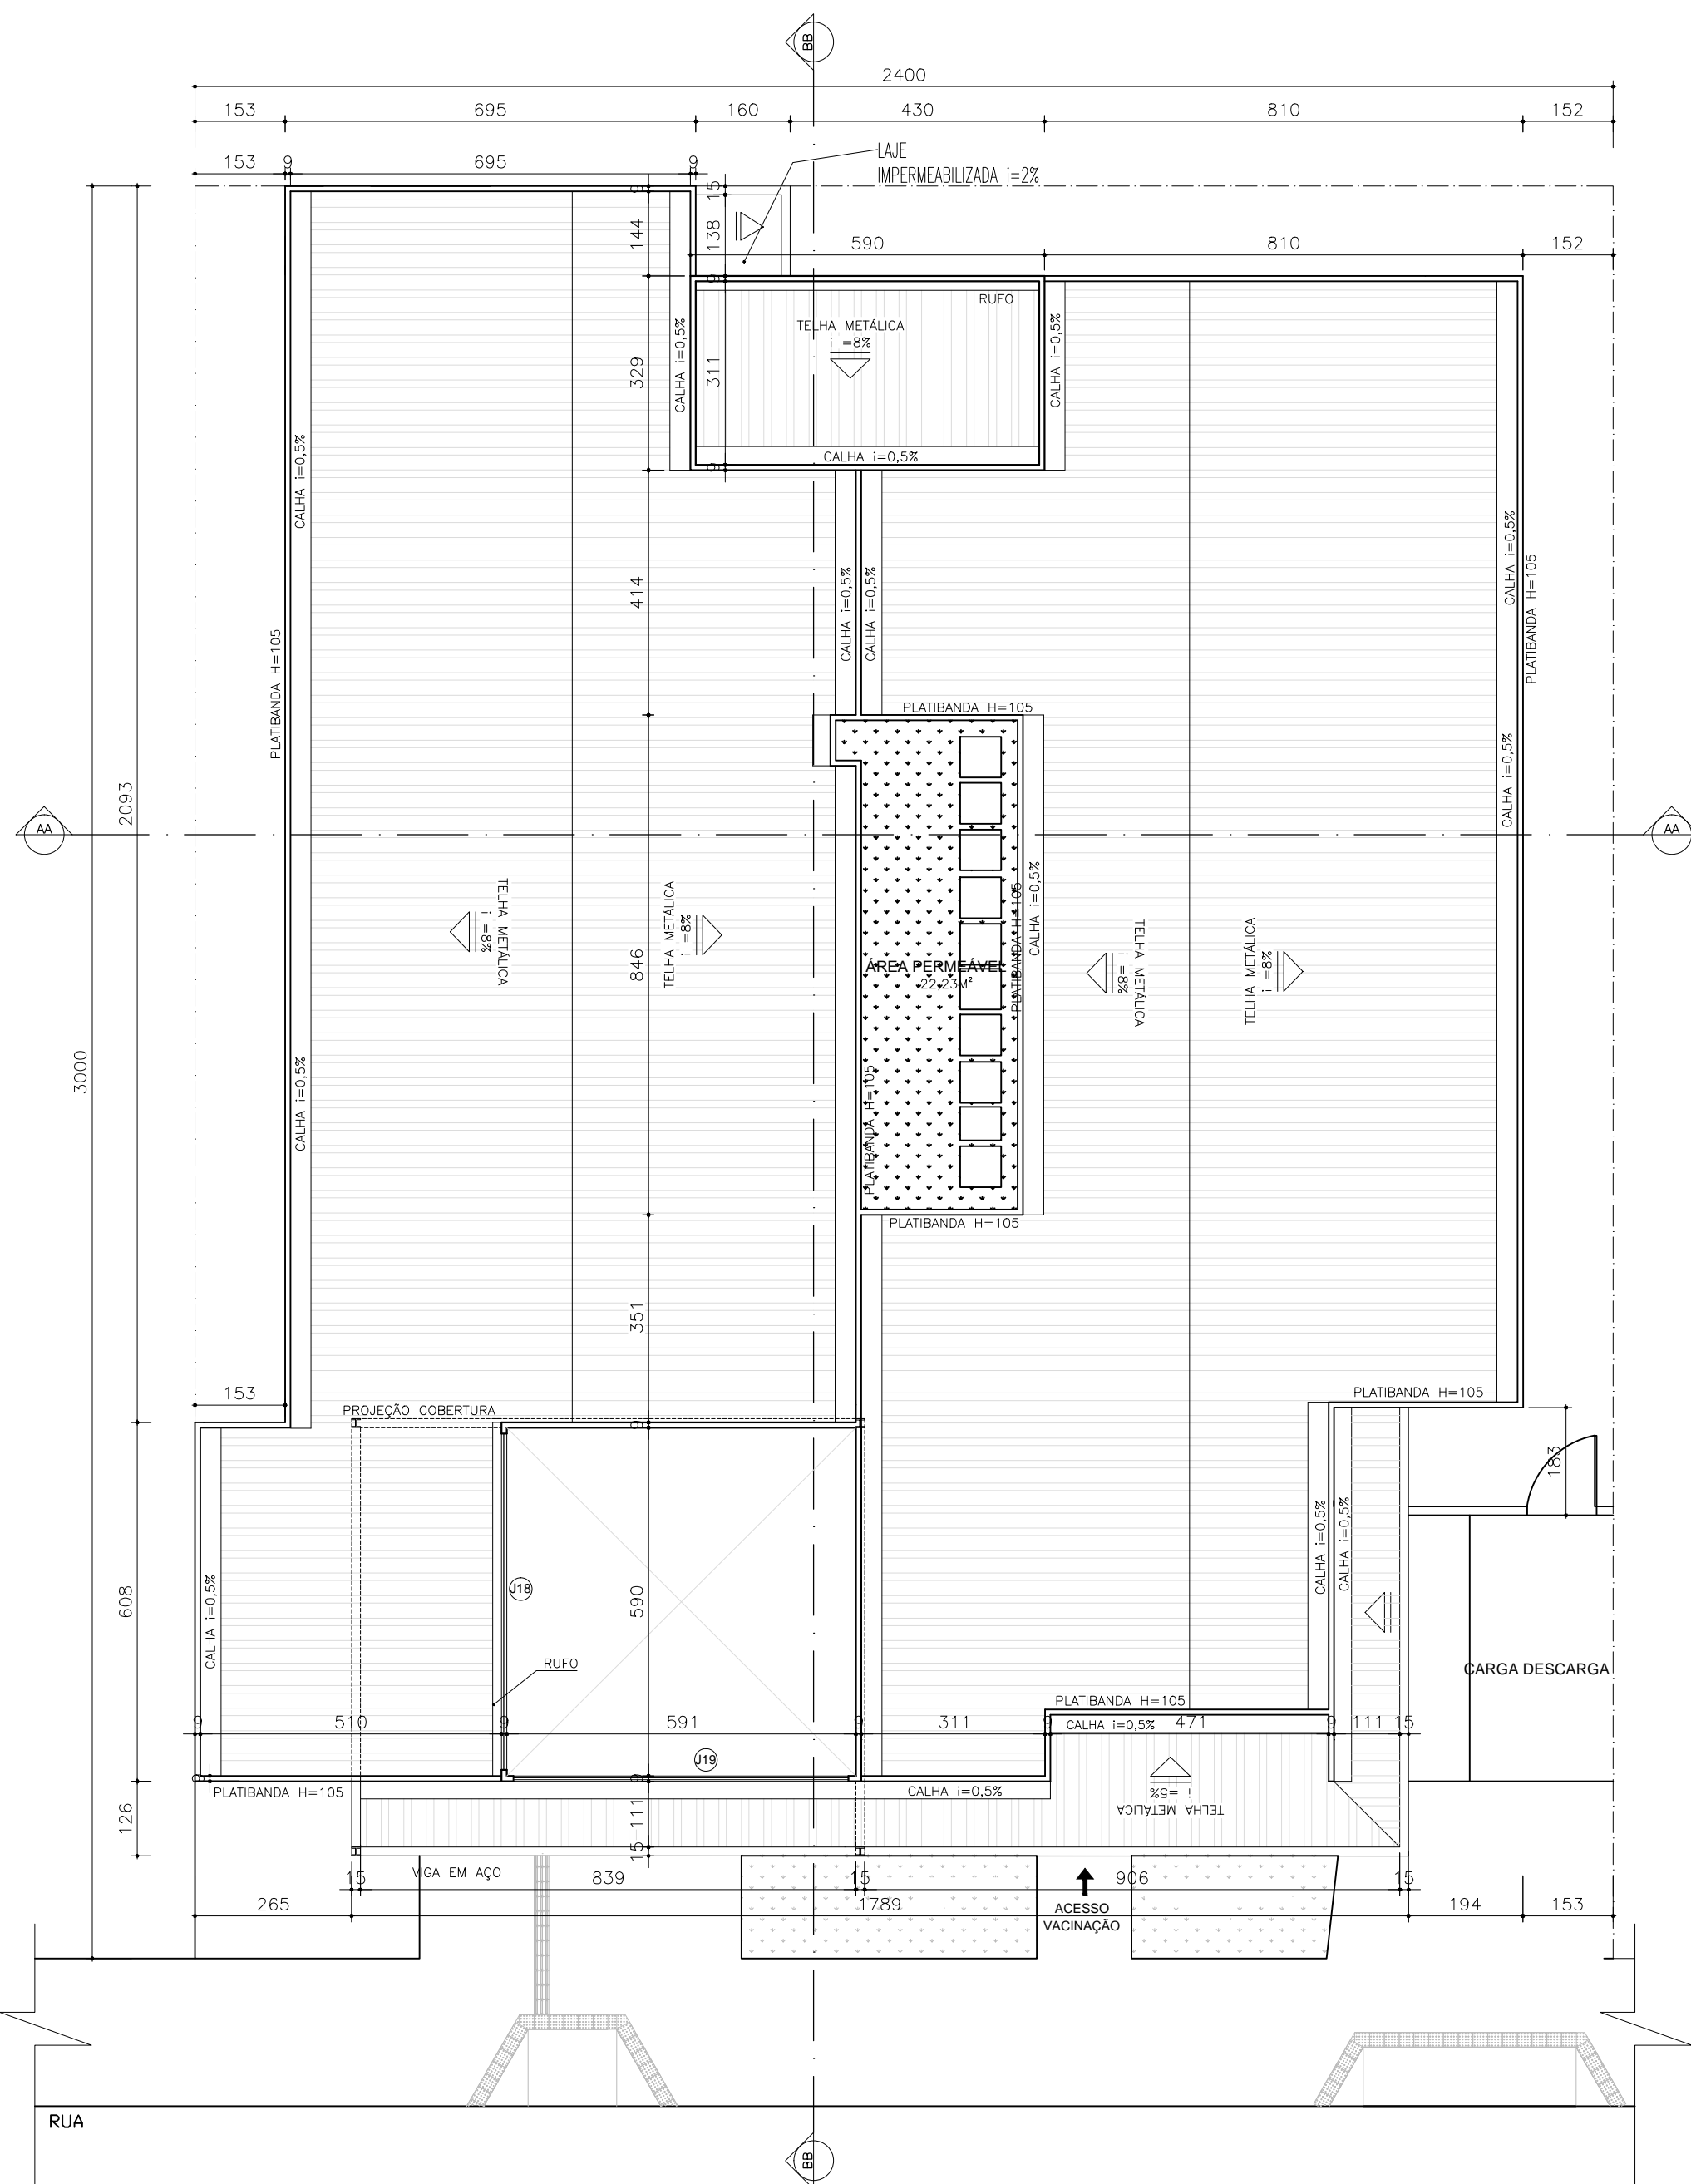 BB
2400
153
695
160
430
810
152
153
9
695
9
LAJE
IMPERMEABILIZADA i=2%
9
15
144
138
590
810
152
9
RUFO
TELHA METÁLICA
i =8%
CALHA i=0,5%
CALHA i=0,5%
329
311
CALHA i=0,5%
9
CALHA i=0,5%
CALHA i=0,5%
PLATIBANDA H=105
414
CALHA i=0,5%
CALHA i=0,5%
PLATIBANDA H=105
PLATIBANDA H=105
CALHA i=0,5%
2093
AA
AA
TELHA METÁLICA
i =8%
TELHA METÁLICA
i =8%
846
ÁREA PERMEÁVEL
22,23M²
PLATIBANDA H=105
CALHA i=0,5%
TELHA METÁLICA
i =8%
TELHA METÁLICA
i =8%
3000
CALHA i=0,5%
PLATIBANDA H=105
PLATIBANDA H=105
351
153
PROJEÇÃO COBERTURA
9
PLATIBANDA H=105
183
CALHA i=0,5%
CALHA i=0,5%
608
CALHA i=0,5%
J18
590
RUFO
CARGA DESCARGA
PLATIBANDA H=105
9
510
9
591
9
311
9
CALHA i=0,5%
471
9
111
15
J19
9
PLATIBANDA H=105
9
CALHA i=0,5%
i =5%
TELHA METÁLICA
126
111
15
VIGA EM AÇO
15
839
15
906
15
265
1789
194
153
ACESSO
VACINAÇÃO
RUA
BB